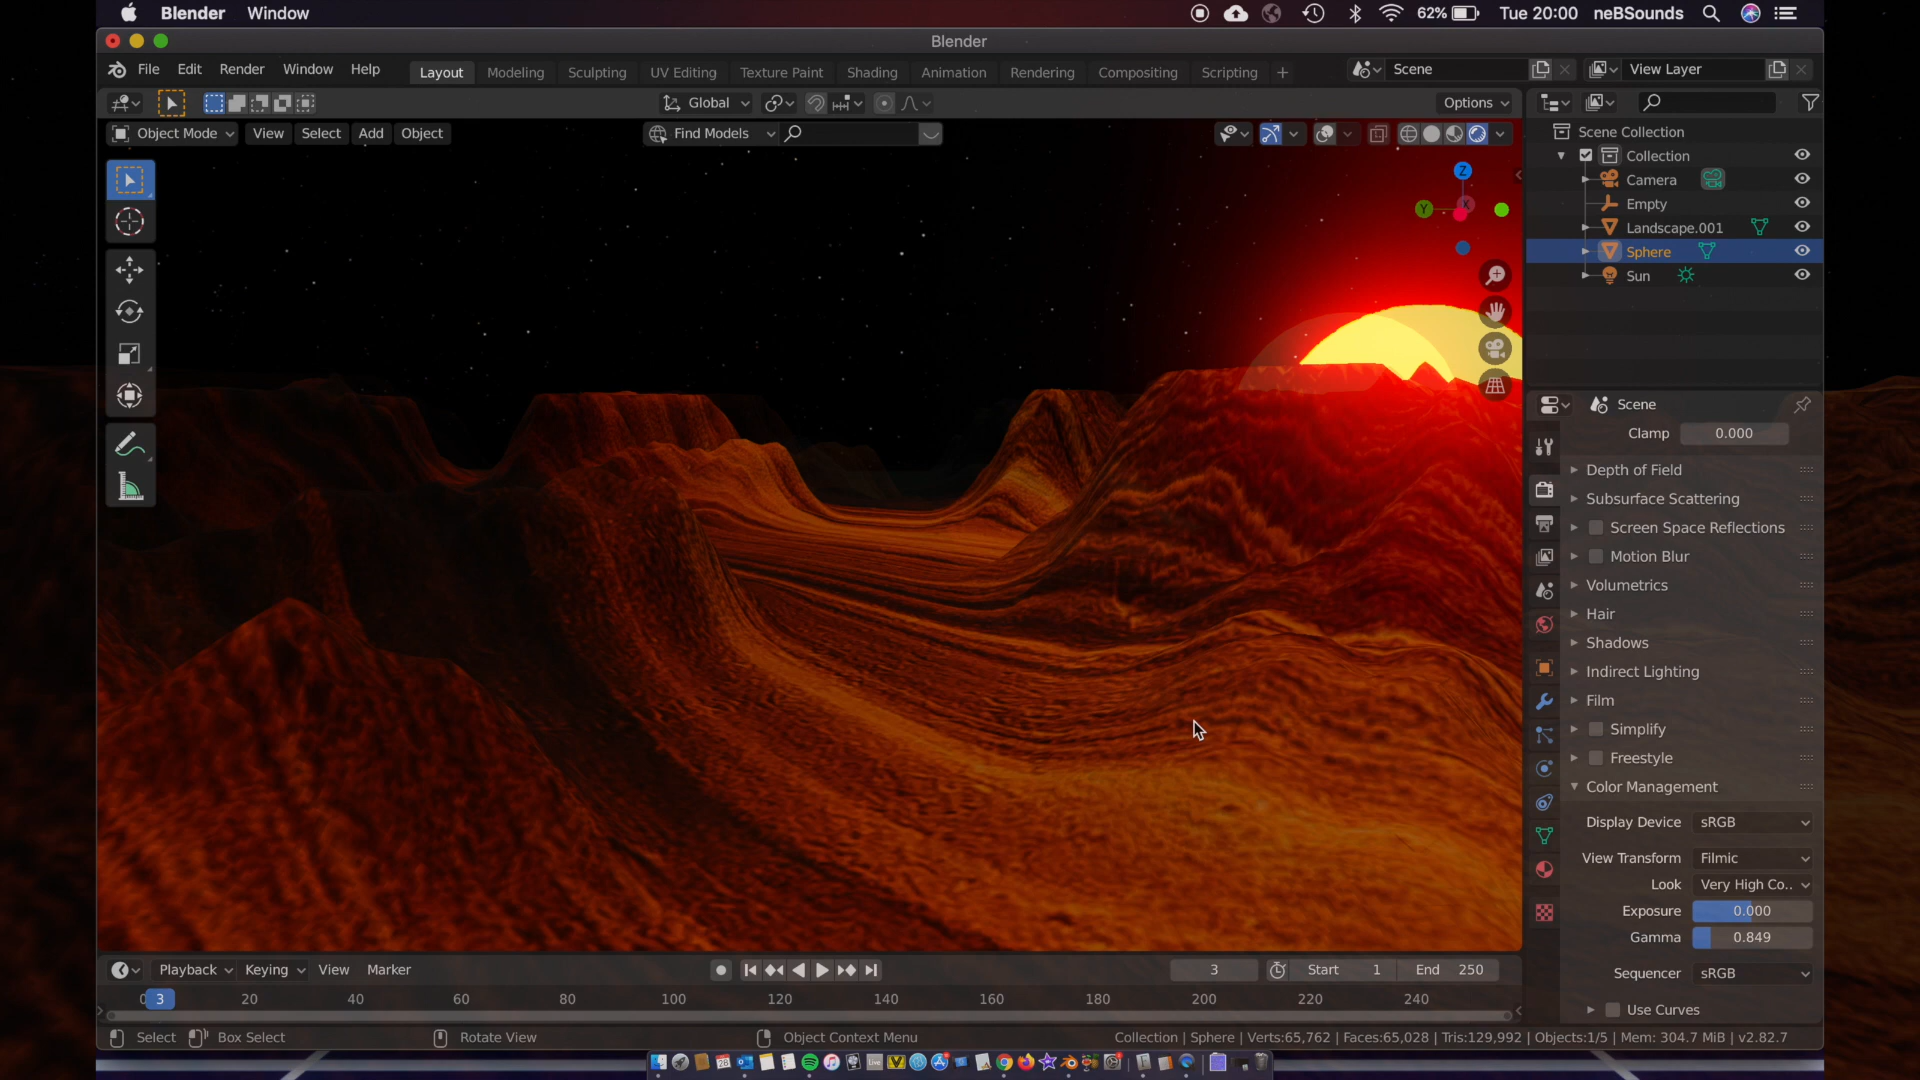 Blender Window 62% Tue 20:00 neBSounds
Blender
File Edit Render Window Help Layout Modeling Sculpting UV Editing Texture Paint Shading Animation Rendering Compositing Scripting + Scene View Layer
Global Options
Object Mode View Select Add Object Find Models
Scene Collection
Collection
Camera
Empty
Landscape.001
Sphere
Sun
Z
Y X
Scene
Clamp 0.000
Depth of Field
Subsurface Scattering
Screen Space Reflections
Motion Blur
Volumetrics
Hair
Shadows
Indirect Lighting
Film
Simplify
Freestyle
Color Management
Display Device sRGB
View Transform Filmic
Look Very High Co..
Exposure 0.000
Gamma 0.849
Sequencer sRGB
Use Curves
Playback Keying View Marker 3 Start 1 End 250
0 3 20 40 60 80 100 120 140 160 180 200 220 240
Select Box Select Rotate View Object Context Menu Collection | Sphere | Verts:65,762 | Faces:65,028 | Tris:129,992 | Objects:1/5 | Mem: 304.7 MiB | v2.82.7